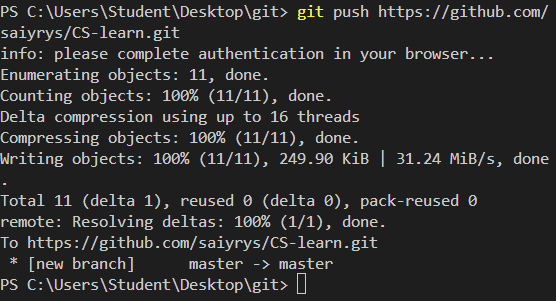 PS C:\Users\Student\Desktop\git> git push https://github.com/
saiyrys/CS-learn.git
info: please complete authentication in your browser...
Enumerating objects: 11, done.
Counting objects: 100% (11/11), done.
Delta compression using up to 16 threads
Compressing objects: 100% (11/11), done.
Writing objects: 100% (11/11), 249.90 KiB | 31.24 MiB/s, done
.
Total 11 (delta 1), reused 0 (delta 0), pack-reused 0
remote: Resolving deltas: 100% (1/1), done.
To https://github.com/saiyrys/CS-learn.git
 * [new branch]      master -> master
PS C:\Users\Student\Desktop\git>